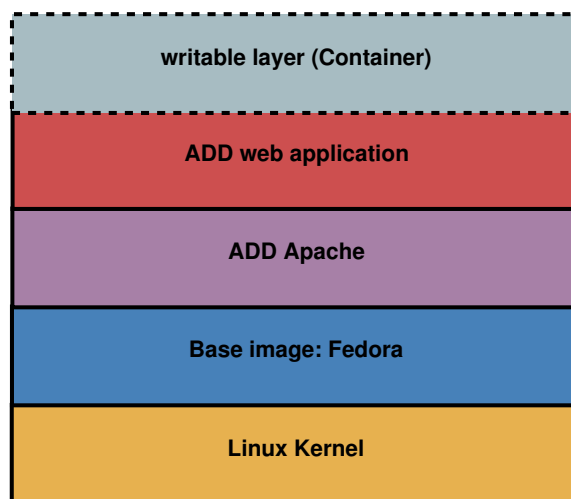 writable layer (Container)
ADD web application
ADD Apache
Base image: Fedora
Linux Kernel